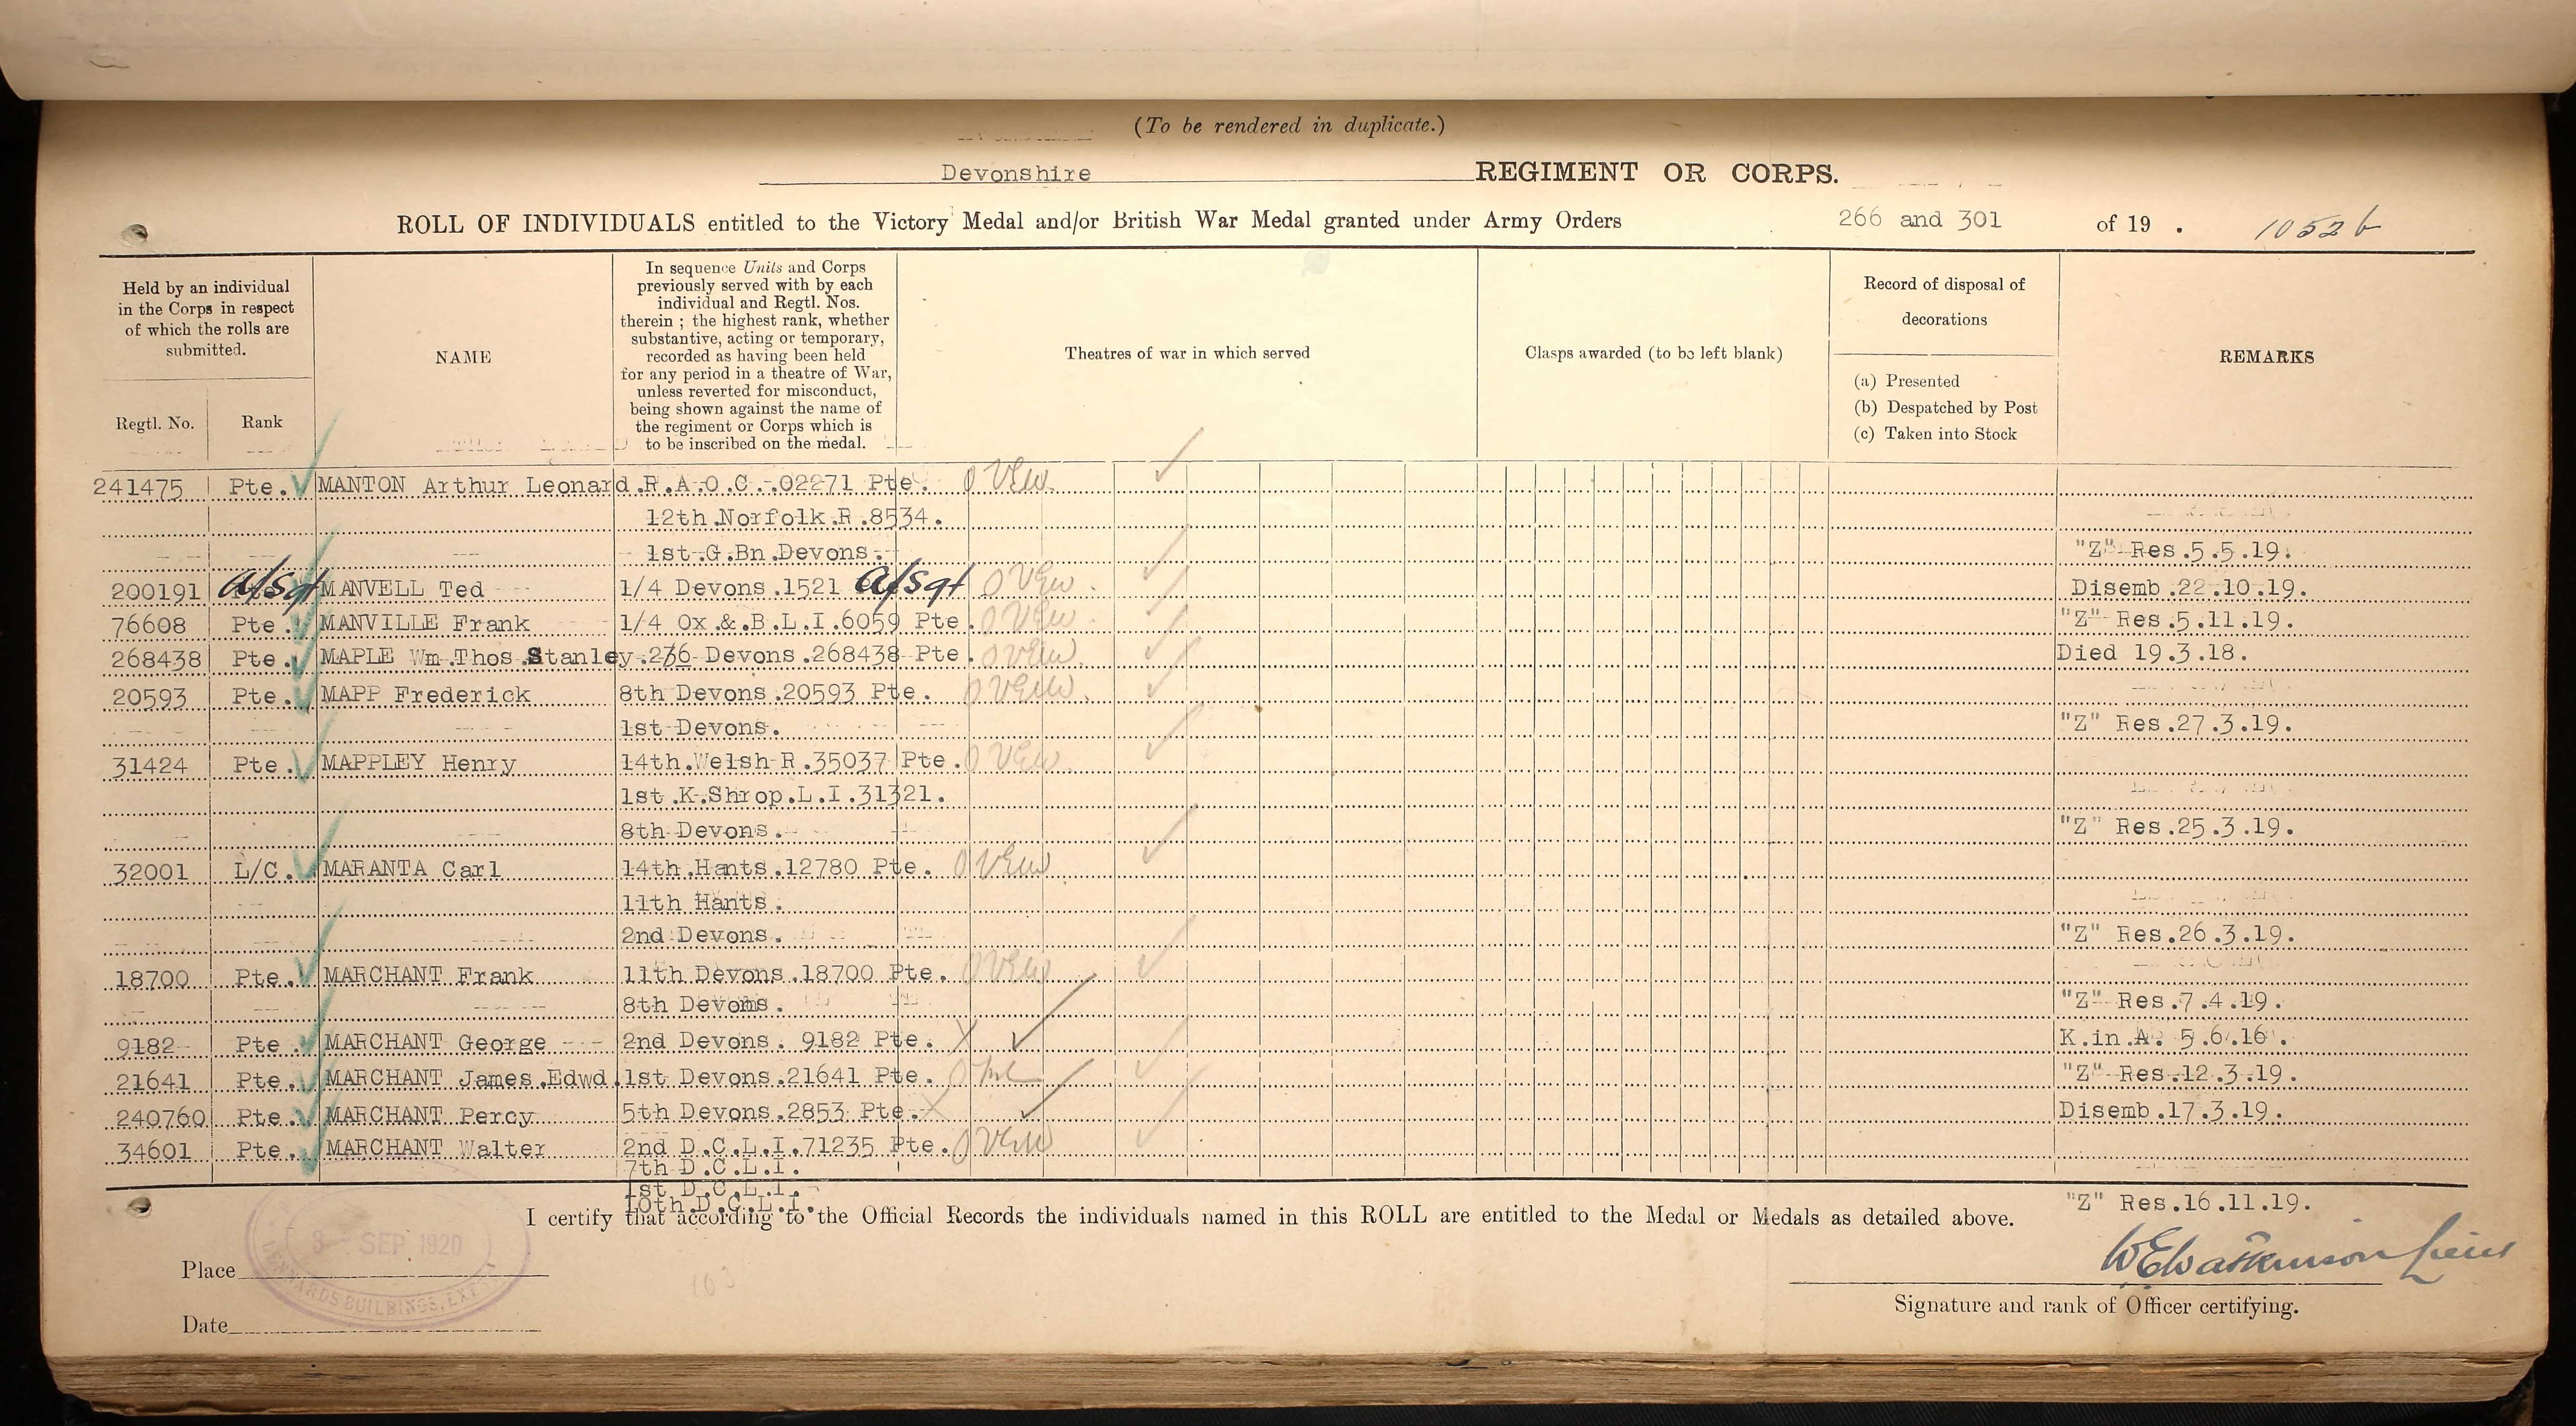 (To be rendered in duplicate.)
Devonshire REGIMENT OR CORPS.
ROLL OF INDIVIDUALS entitled to the Victory Medal and/or British War Medal granted under Army Orders 266 and 301 of 19 . 1052b
Held by an individual in the Corps in respect of which the rolls are submitted.
Regtl. No. Rank
NAME
In sequence Units and Corps
previously served with by each
individual and Regtl. Nos.
therein ; the highest rank, whether
substantive, acting or temporary,
recorded as having been held
for any period in a theatre of War,
unless reverted for misconduct,
being shown against the name of
the regiment or Corps which is
to be inscribed on the medal.
Theatres of war in which served
Clasps awarded (to be left blank)
Record of disposal of
decorations
(a) Presented
(b) Despatched by Post
(c) Taken into Stock
REMARKS
241475 Pte. MANTON Arthur Leonard R.A.O.C.-02271 Pte.
12th Norfolk R.8534.
1st G.Bn Devons. "Z" Res.5.5.19.
200191 a/Sgt MANVELL Ted 1/4 Devons.1521 a/Sgt Disemb.22.10.19.
76608 Pte. MANVILLE Frank 1/4 Ox.&.B.L.I.6059 Pte. "Z" Res.5.11.19.
268438 Pte. MAPLE Wm.Thos.Stanley. 2/6 Devons.268438 Pte. Died 19.3.18.
20593 Pte. MAPP Frederick 8th Devons.20593 Pte.
1st Devons. "Z" Res.27.3.19.
31424 Pte. MAPPLEY Henry 14th.Welsh R.35037 Pte.
1st.K.Shrop.L.I.31321.
8th Devons. "Z" Res.25.3.19.
32001 L/C. MARANTA Carl 14th.Hants.12780 Pte.
11th Hants.
2nd Devons. "Z" Res.26.3.19.
18700 Pte. MARCHANT Frank 11th Devons.18700 Pte.
8th Devons. "Z" Res.7.4.19.
9182 Pte. MARCHANT George 2nd Devons. 9182 Pte. X K.in.A. 5.6.16.
21641 Pte. MARCHANT James.Edwd. 1st Devons.21641 Pte. "Z" Res.12.3.19.
240760 Pte. MARCHANT Percy 5th Devons.2853 Pte. X Disemb.17.3.19.
34601 Pte. MARCHANT Walter 2nd D.C.L.I.71235 Pte.
7th D.C.L.I.
1st D.C.L.I.
10th D.C.L.I. "Z" Res.16.11.19.
I certify that according to the Official Records the individuals named in this ROLL are entitled to the Medal or Medals as detailed above.
SEP 1920
BUILDINGS, EXE
Place
103
Date
Signature and rank of Officer certifying.